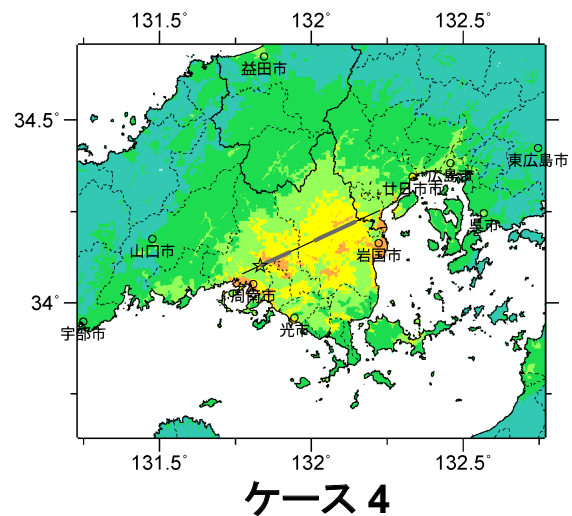 131.5° 132° 132.5°
益田市
34.5°
東広島市
広島市
廿日市市
呉市
山口市
岩国市
周南市
34°
光市
宇部市
131.5° 132° 132.5°
ケース４